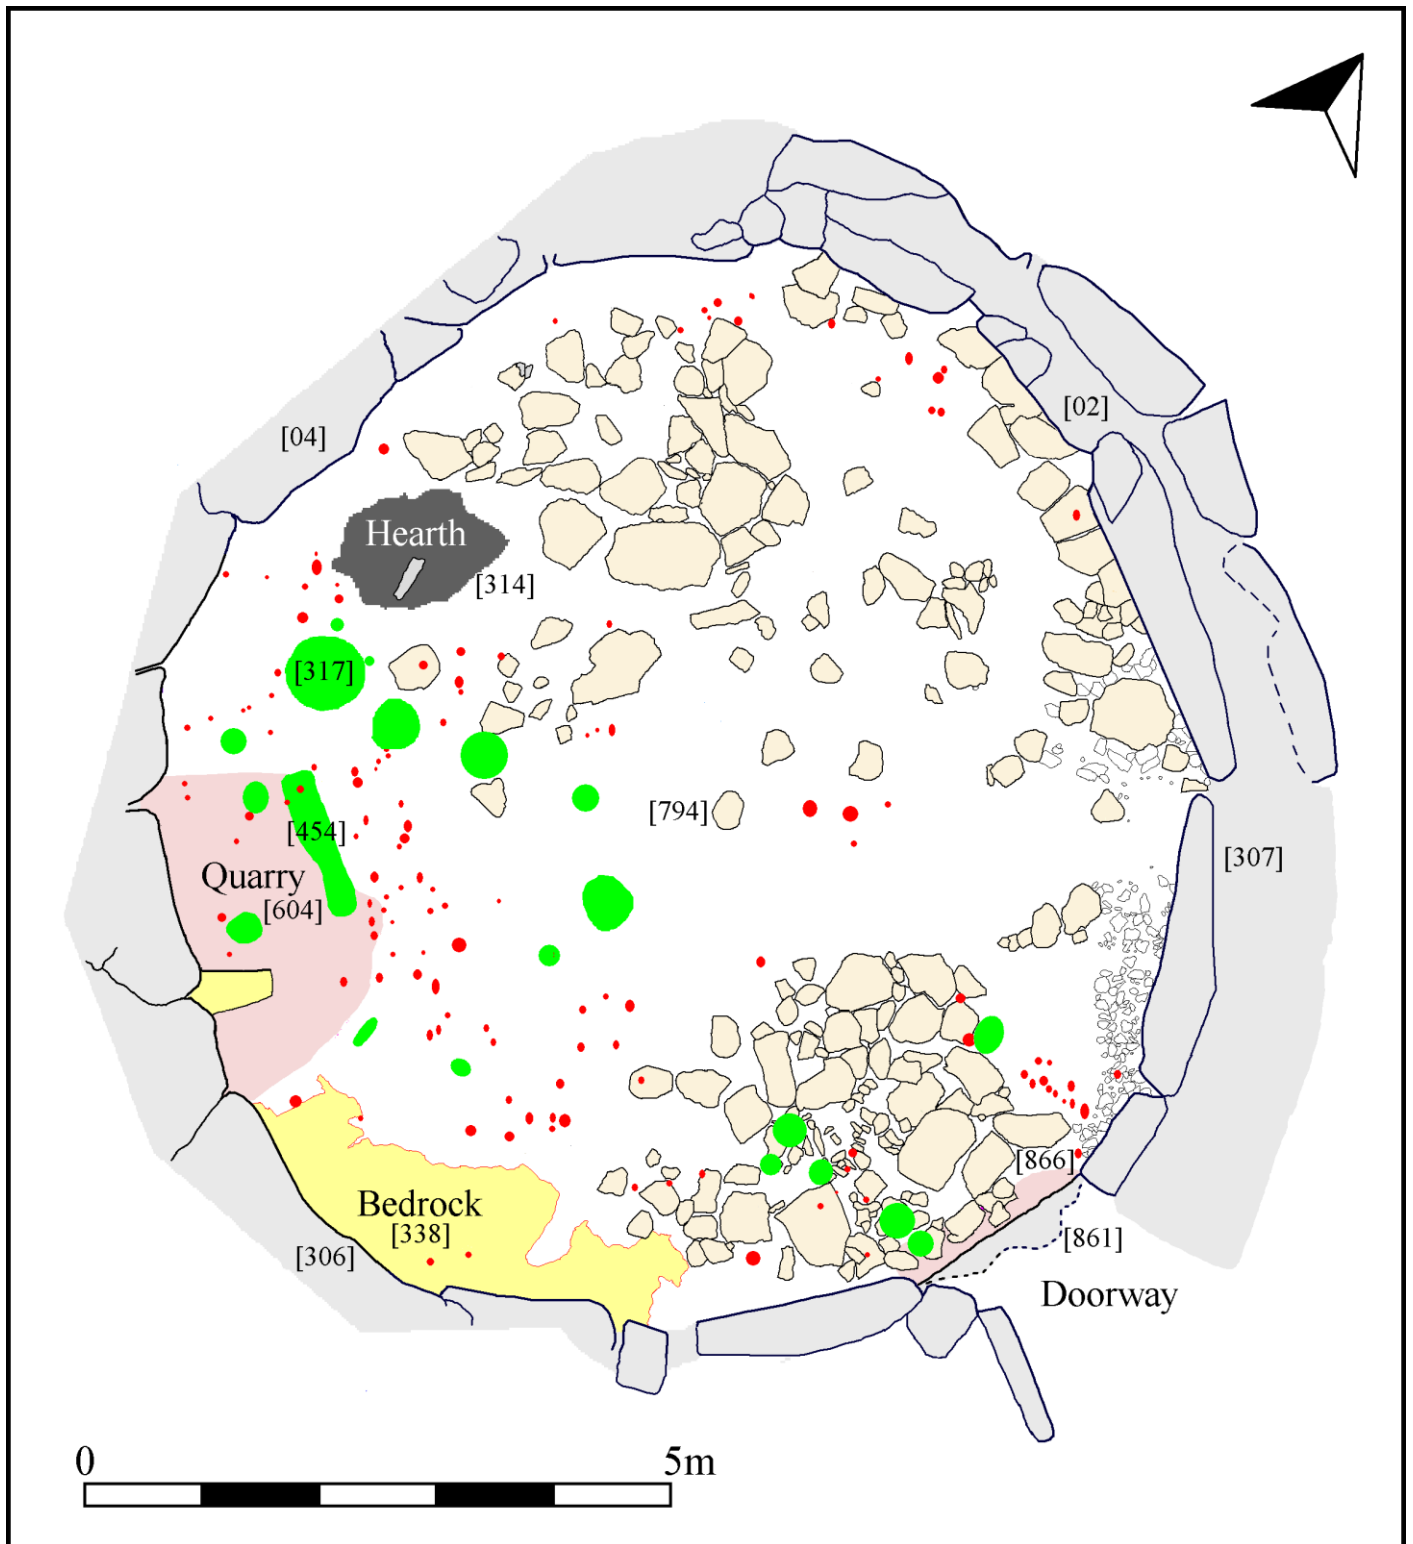 [02]
[04]
Hearth
[314]
[317]
[794]
[454]
[307]
Quarry
[604]
[866]
Bedrock
[338]
[306]
[861]
Doorway
0 5m